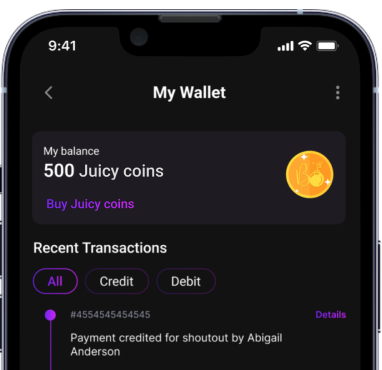 9:41
My Wallet
My balance
500 Juicy coins
Buy Juicy coins
Recent Transactions
All Credit Debit
#4554545454545 Details
Payment credited for shoutout by Abigail
Anderson